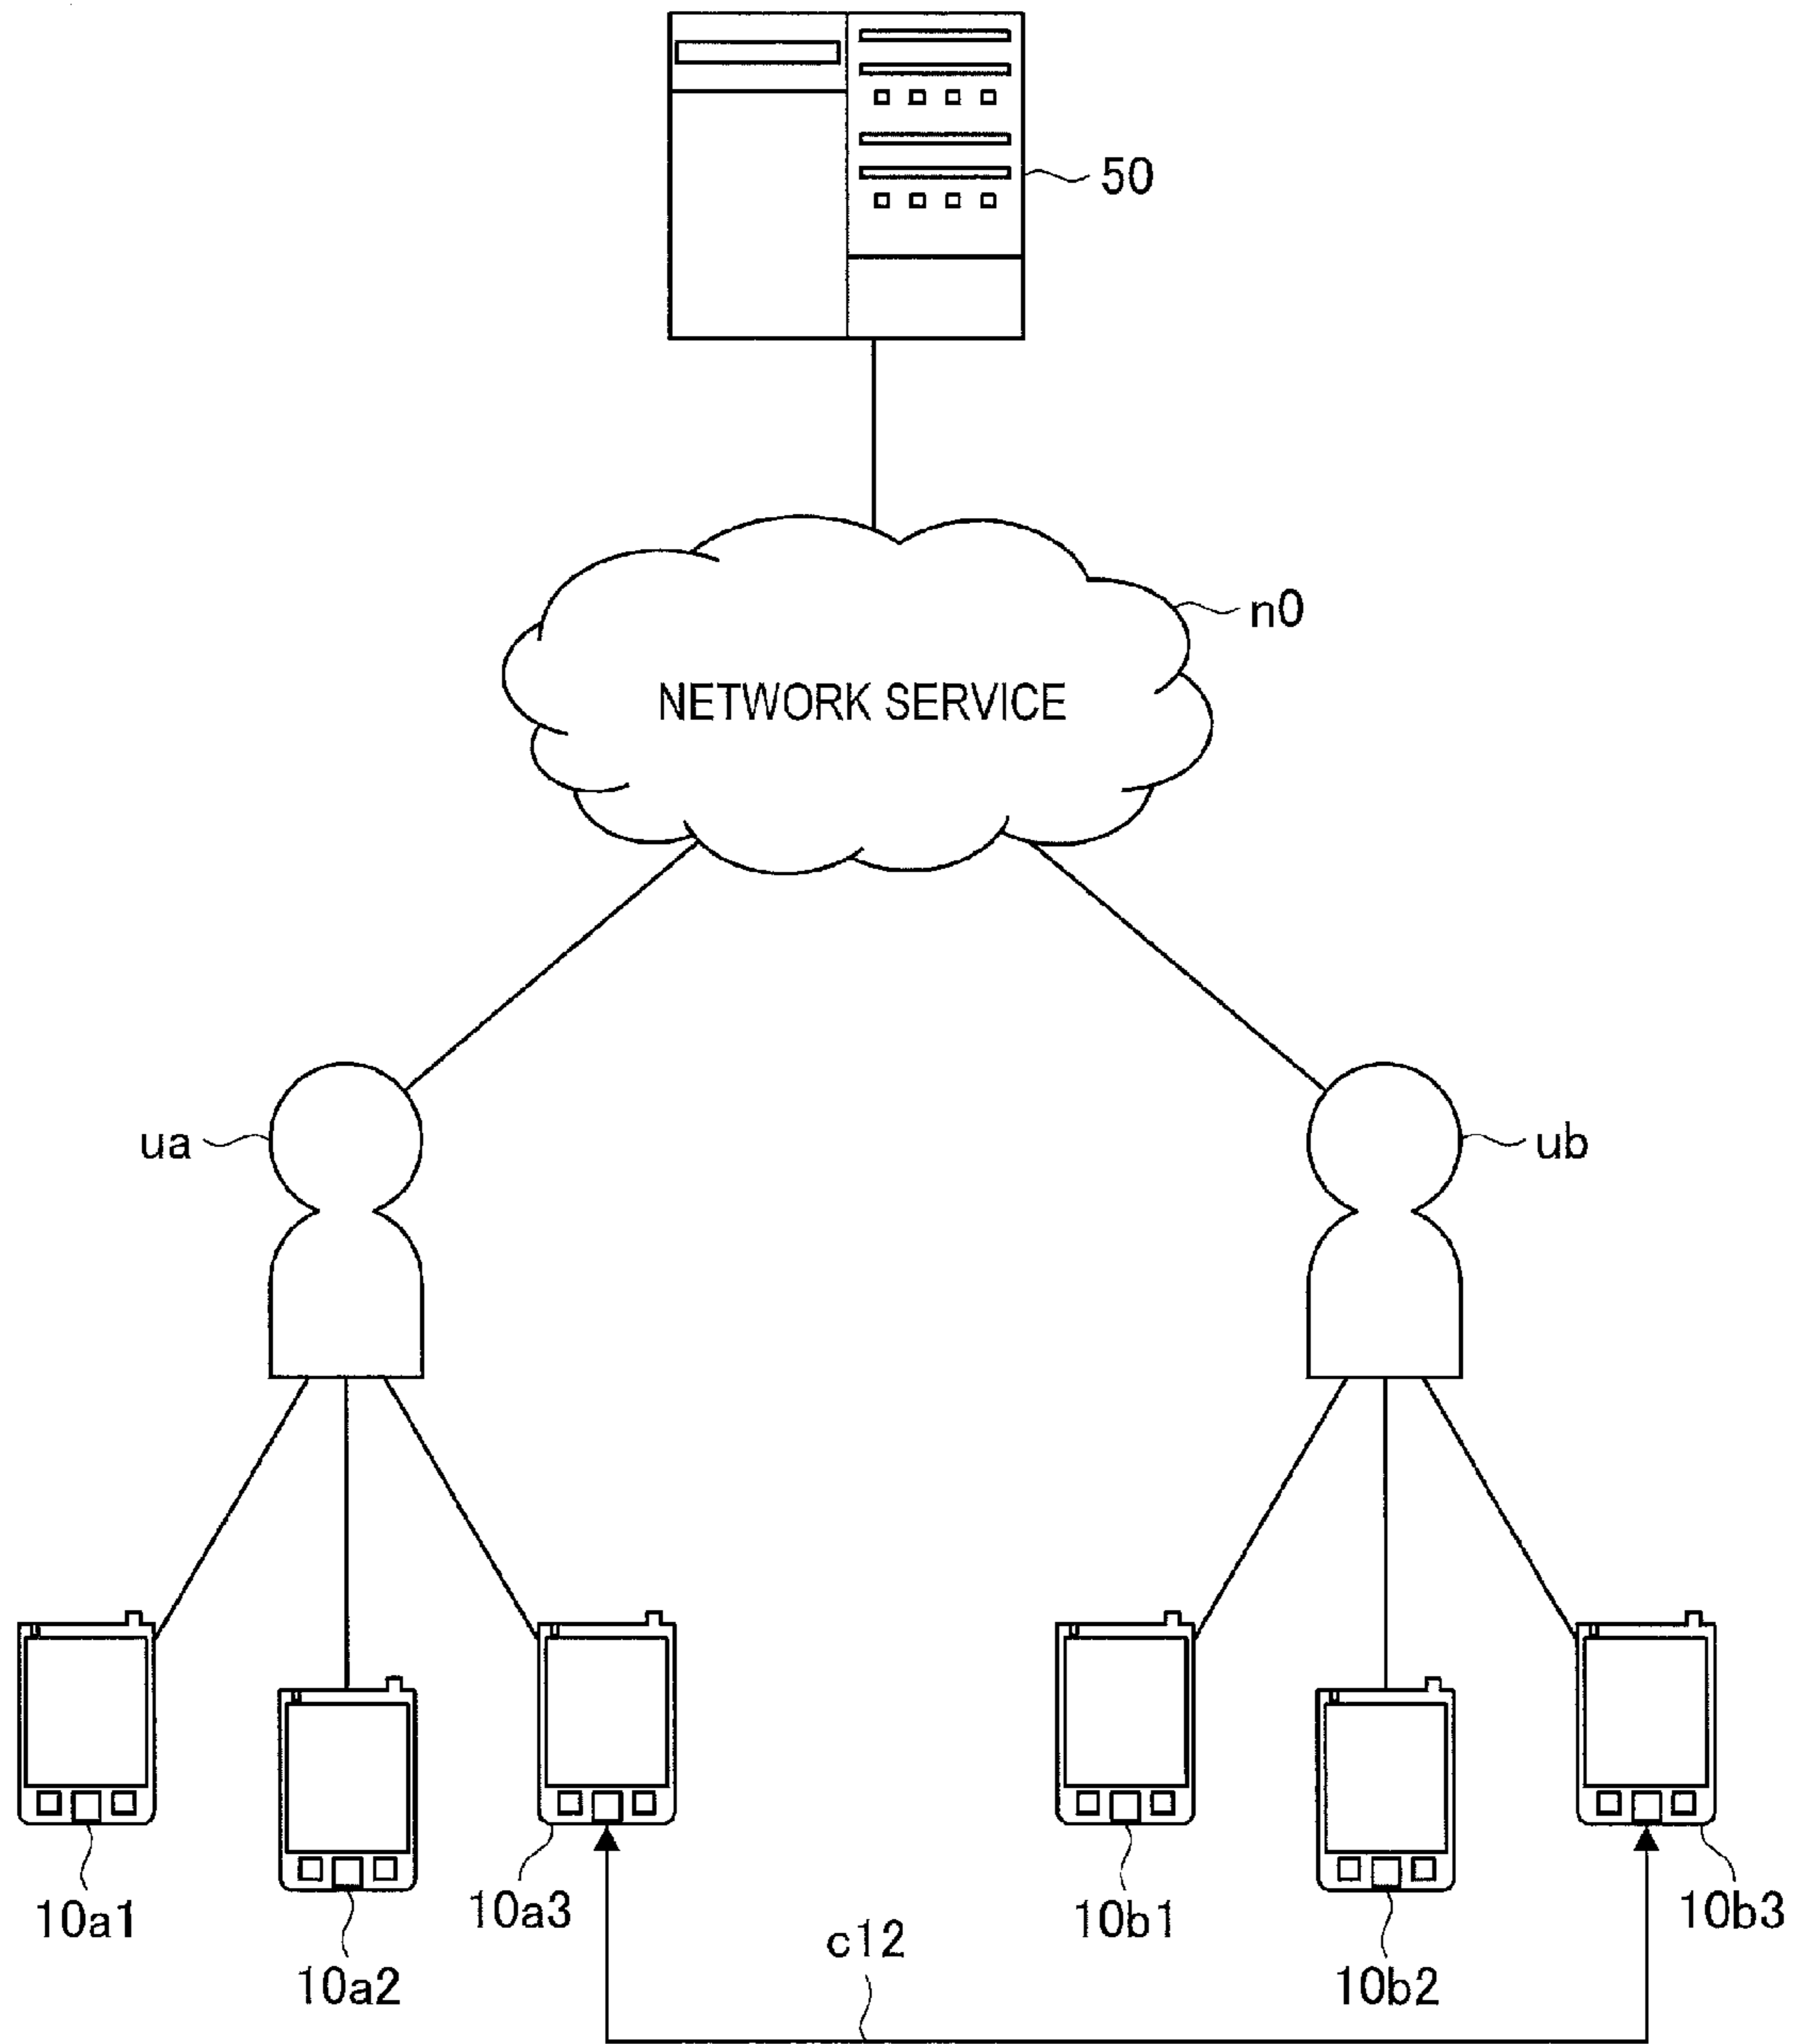 50
n0
NETWORK SERVICE
ua
ub
10a1
10a2
10a3
c12
10b1
10b2
10b3